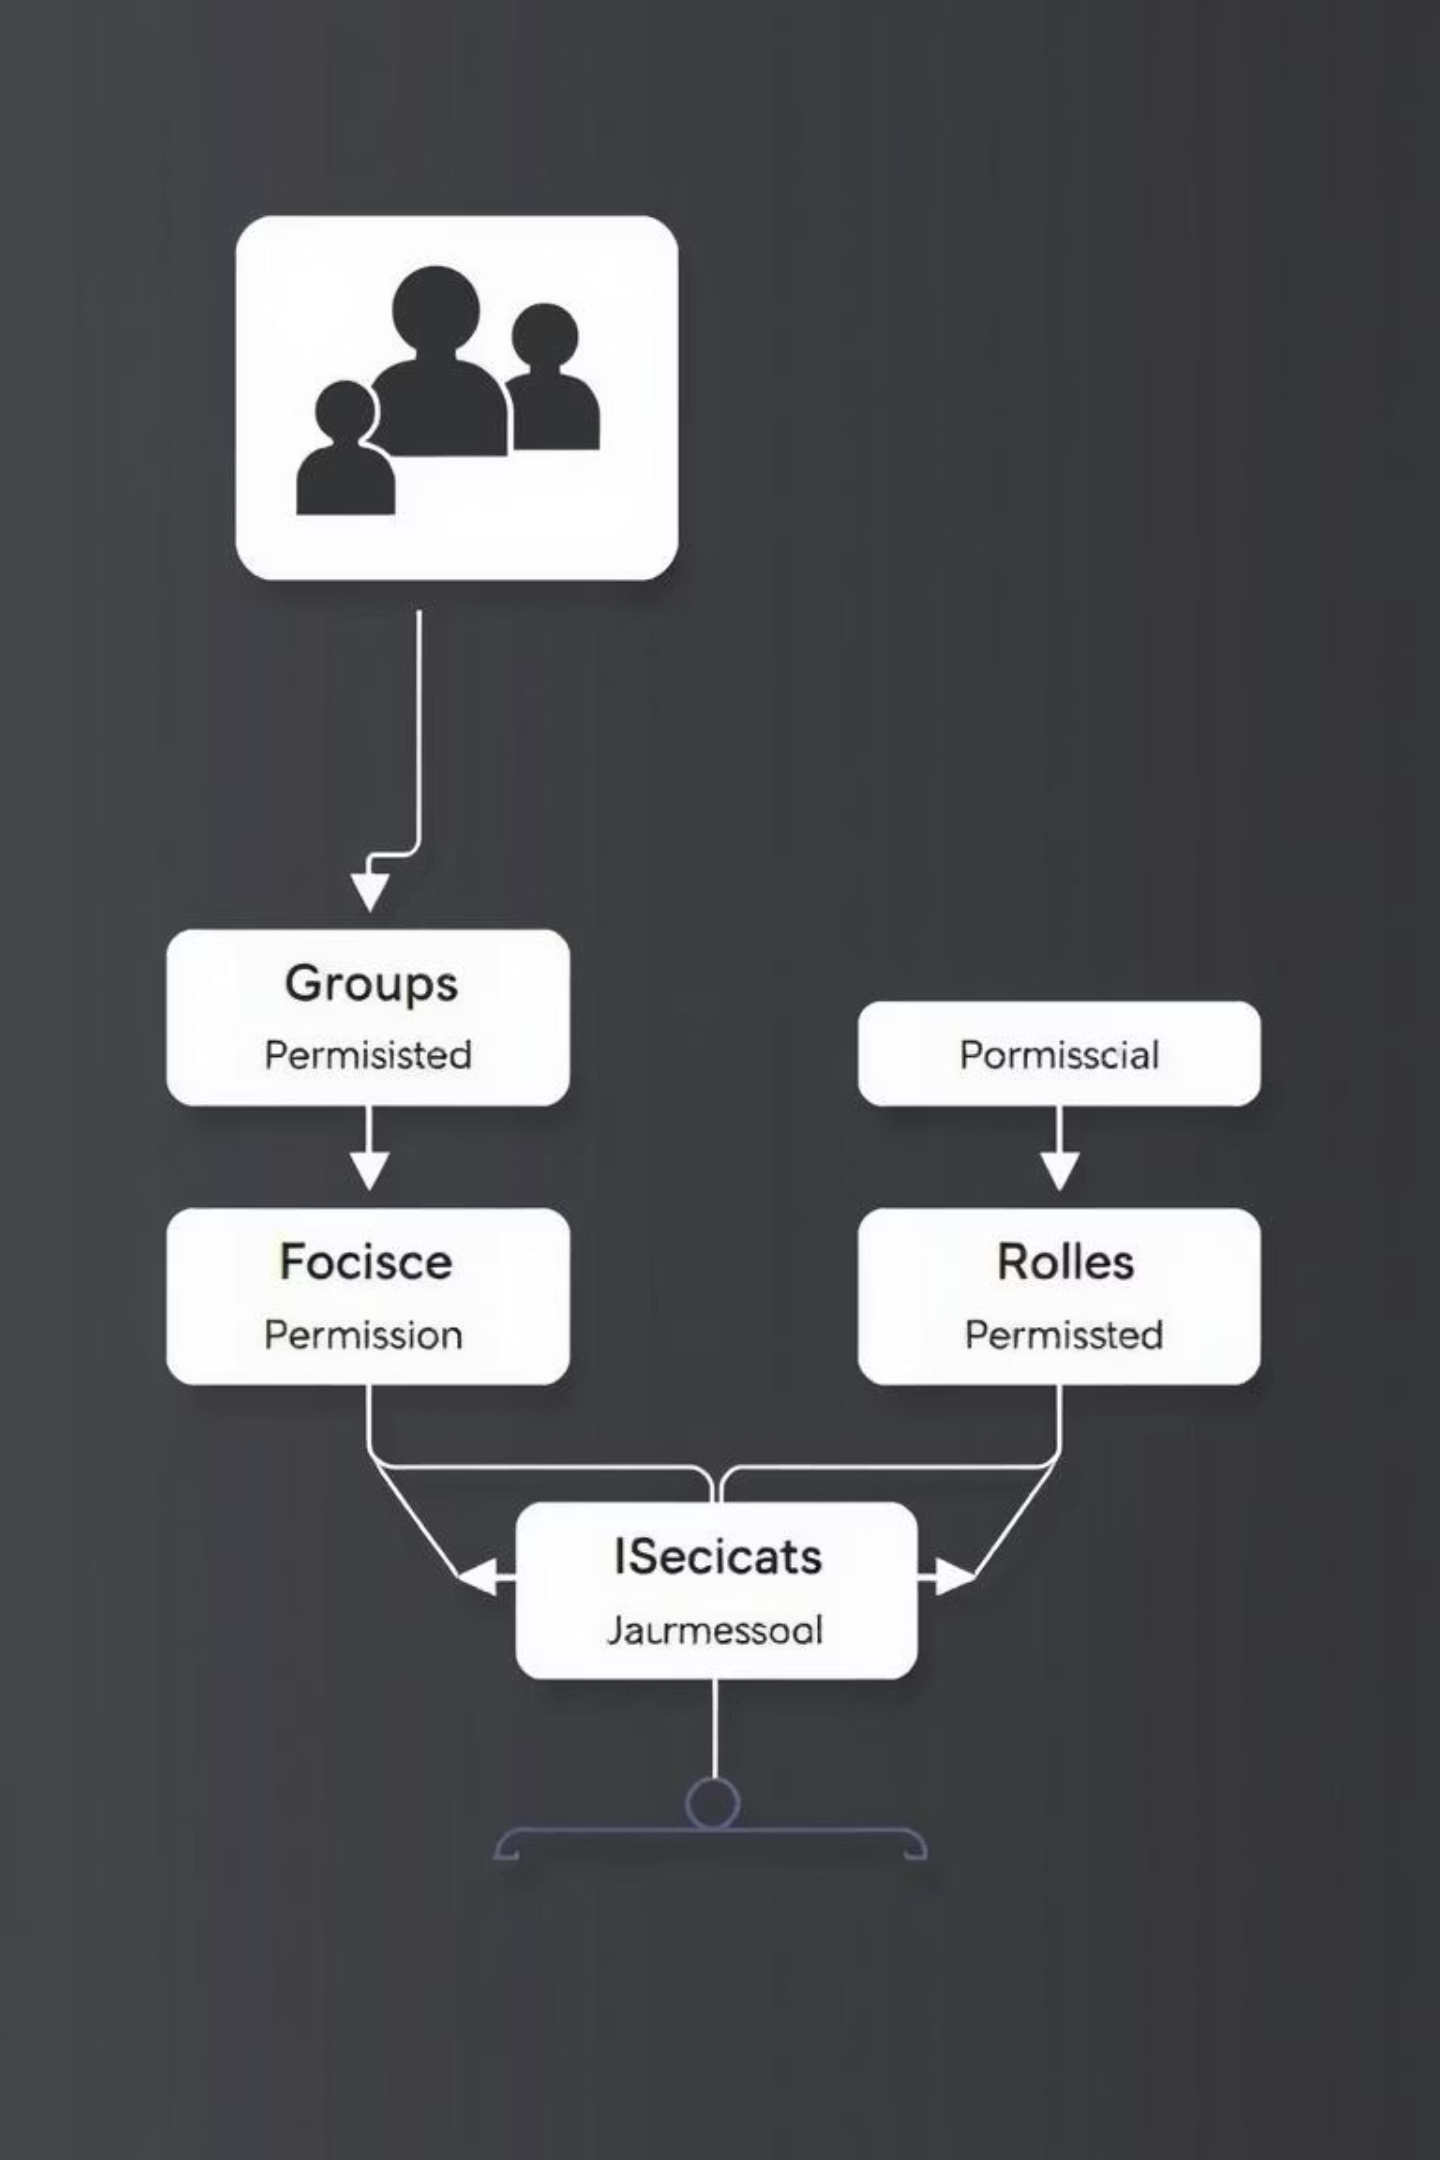 Groups
Permisisted
Pormisscial
Focisce
Permission
Rolles
Permissted
ISecicats
Jaurmessoal